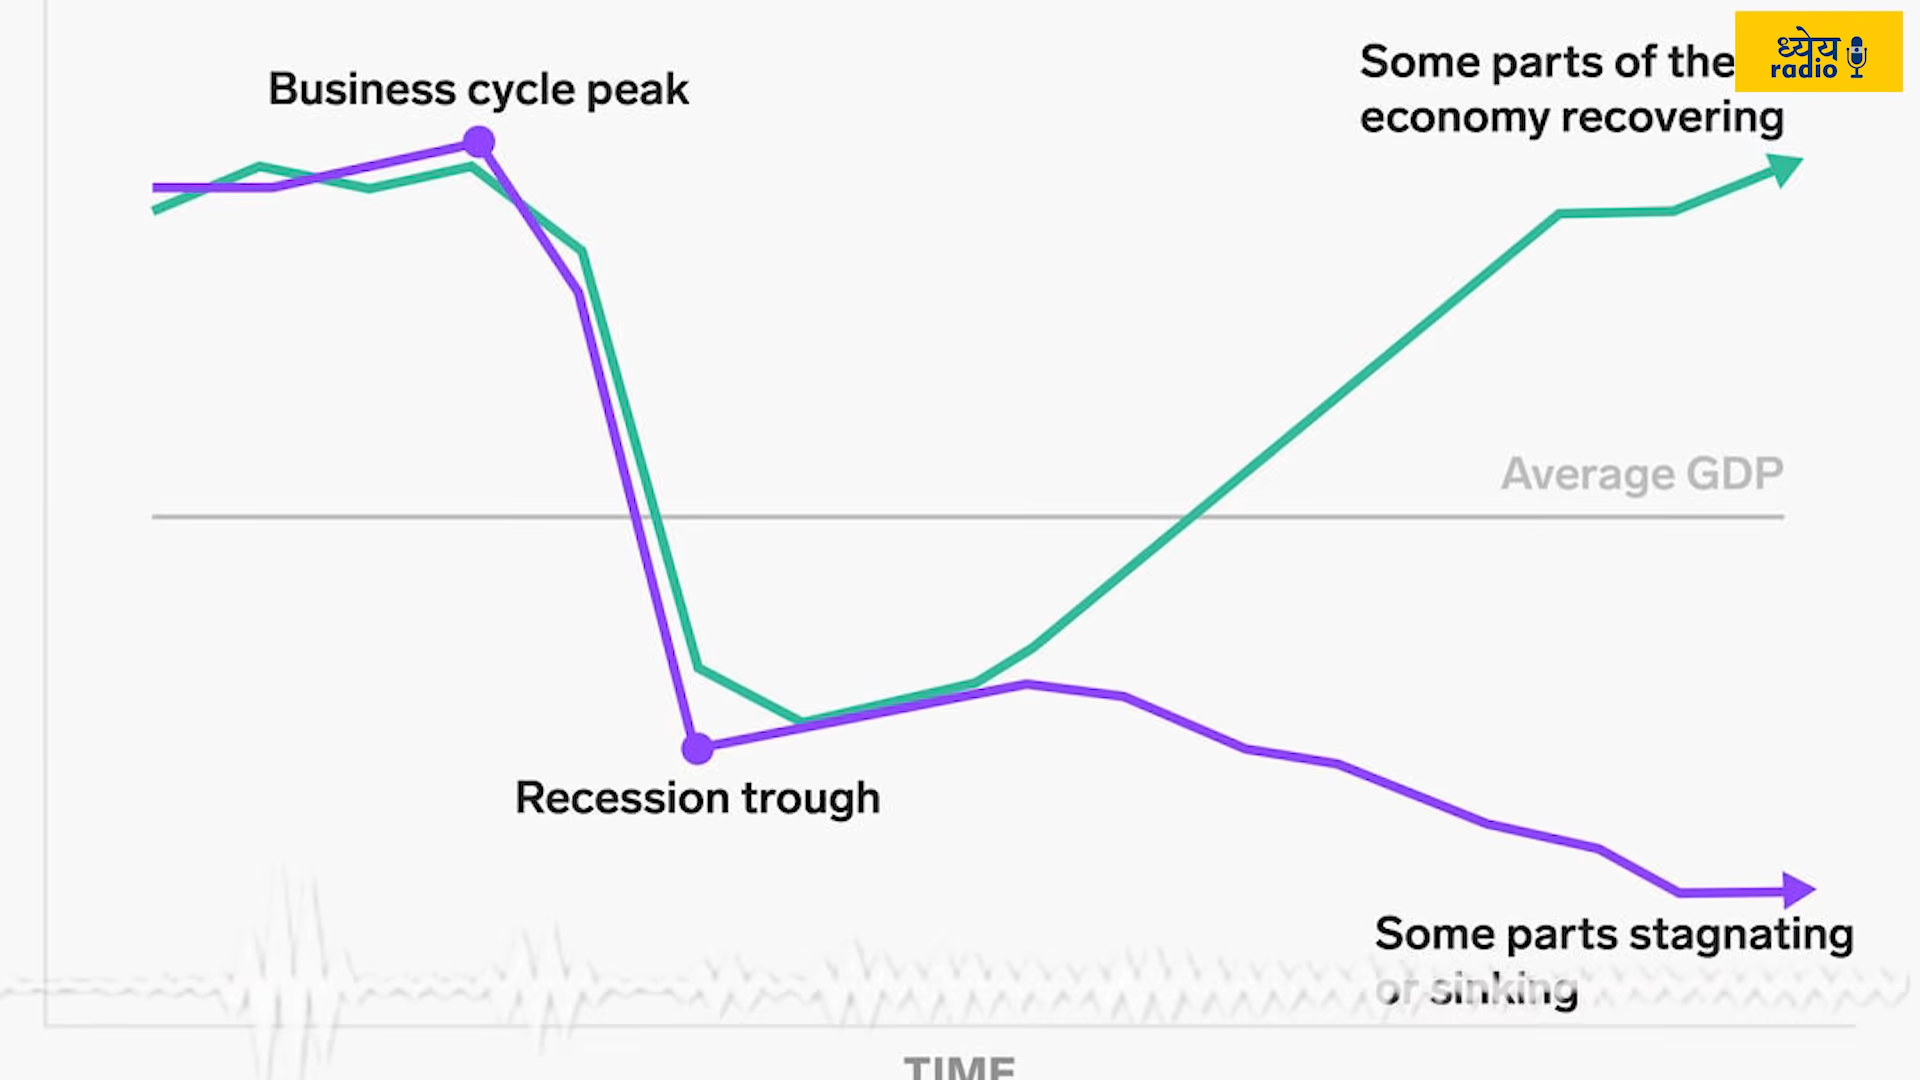 Business cycle peak
Some parts of the
economy recovering
ध्येय
radio
Average GDP
Recession trough
Some parts stagnating
or sinking
TIME